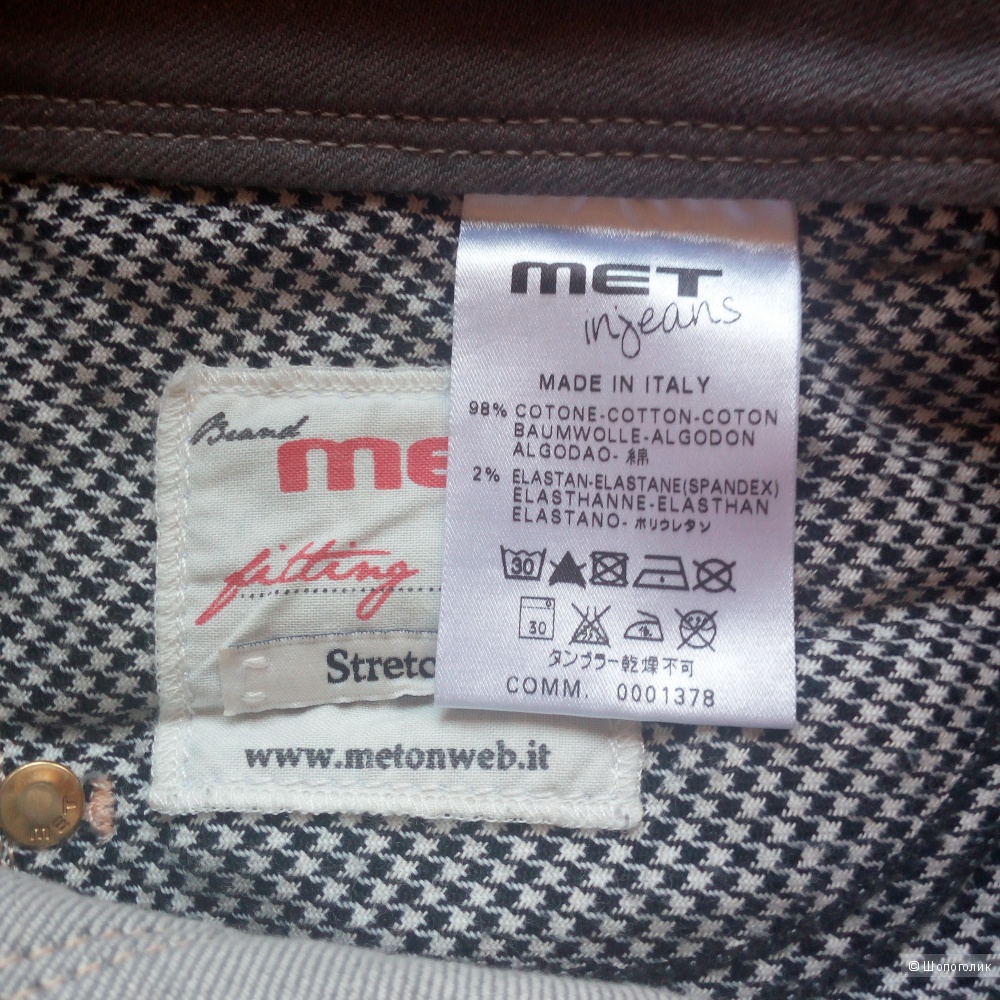 MET
injeans
MADE IN ITALY
98% COTONE-COTTON-COTON
BAUMWOLLE-ALGODON
ALGODAO- 綿
2% ELASTAN-ELASTANE(SPANDEX)
ELASTHANNE-ELASTHAN
ELASTANO- ポリウレタン
30
30
タンブラー乾燥不可
COMM. 0001378
Brand
me
fitting
Stretc
www.metonweb.it
met
© Шопоголик